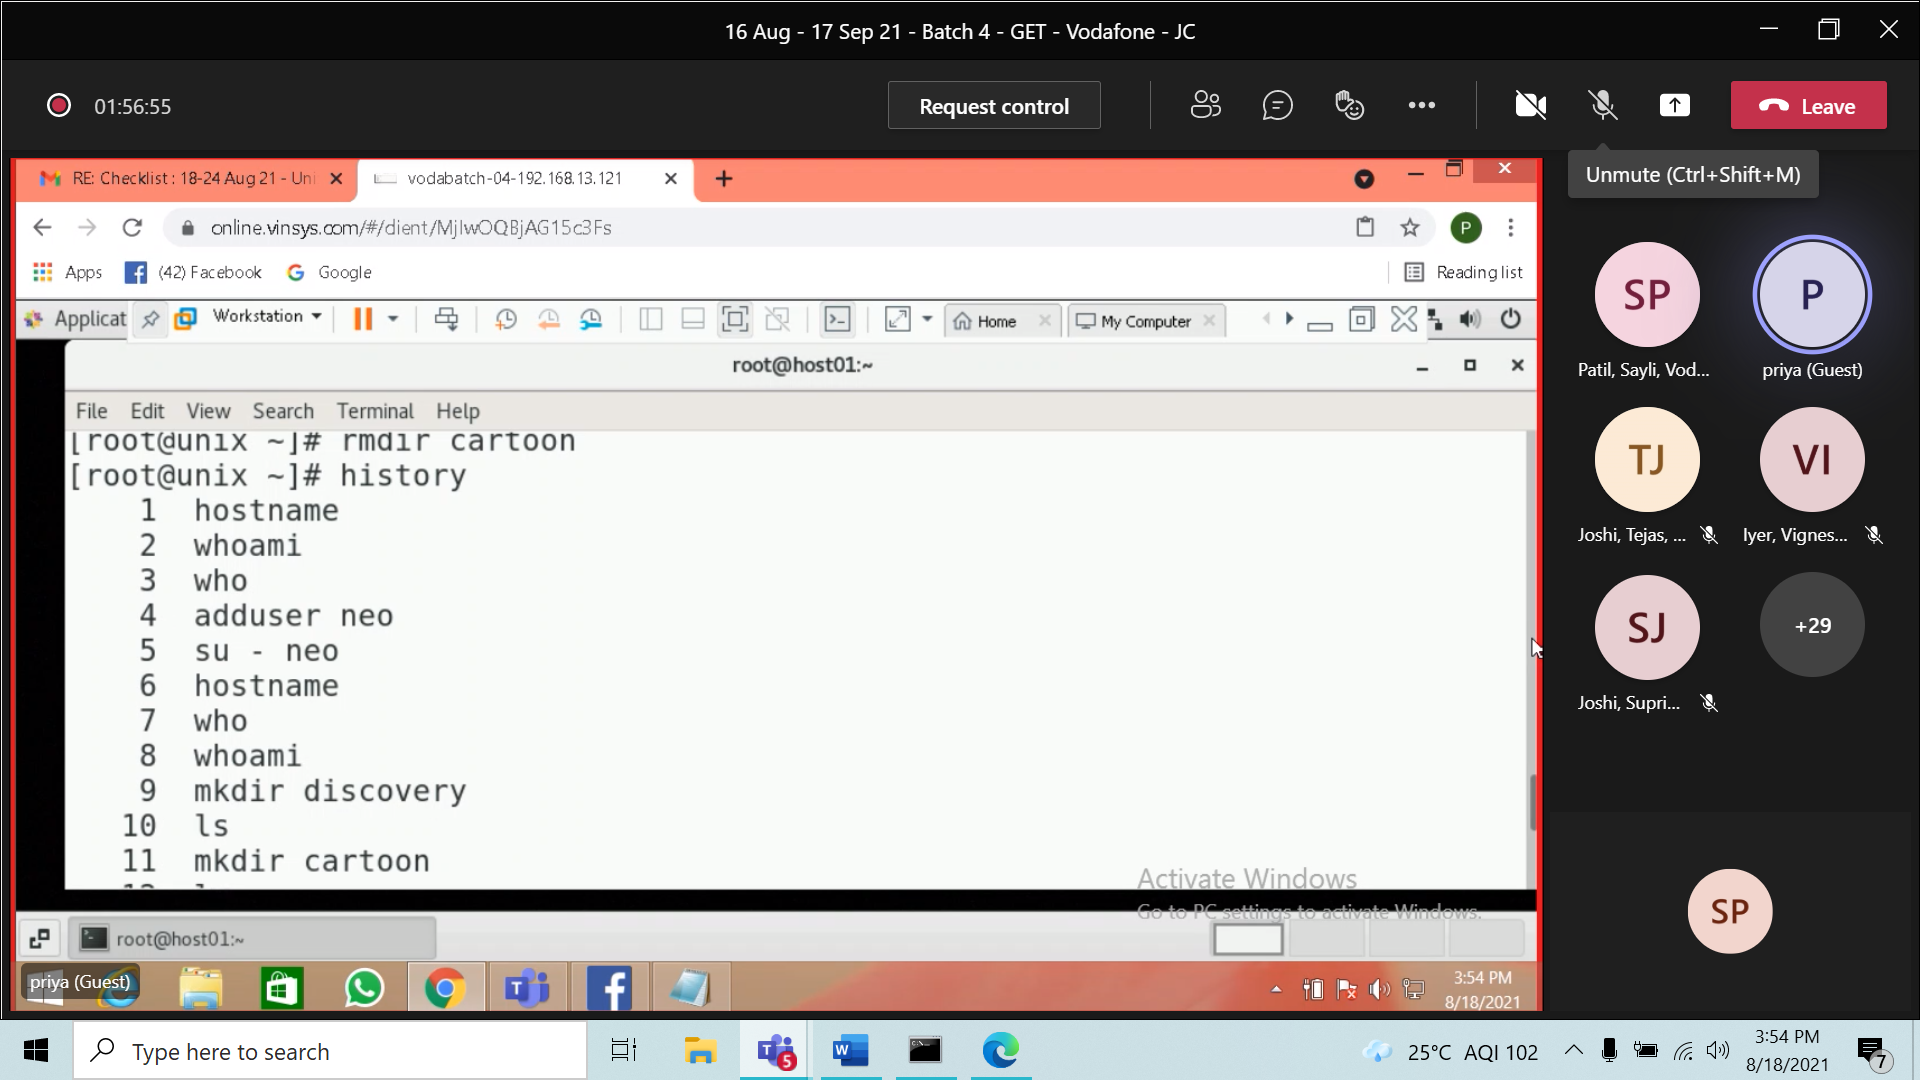 16 Aug - 17 Sep 21 - Batch 4 - GET - Vodafone - JC
01:56:55
Request control
Leave
Unmute (Ctrl+Shift+M)
RE: Checklist : 18-24 Aug 21 - Uni
vodabatch-04-192.168.13.121
online.vinsys.com/#/client/MjIwOQBjAG15c3Fs
P
Apps
(42) Facebook
Google
Reading list
Applicat
Workstation
Home
My Computer
root@host01:~
File Edit View Search Terminal Help
[root@unix ~]# rmdir cartoon
[root@unix ~]# history
1 hostname
2 whoami
3 who
4 adduser neo
5 su - neo
6 hostname
7 who
8 whoami
9 mkdir discovery
10 ls
11 mkdir cartoon
Activate Windows
Go to PC settings to activate Windows.
root@host01:~
priya (Guest)
3:54 PM
8/18/2021
SP
Patil, Sayli, Vod...
P
priya (Guest)
TJ
Joshi, Tejas, ...
VI
Iyer, Vignes...
SJ
Joshi, Supri...
+29
SP
Type here to search
5
25°C AQI 102
3:54 PM
8/18/2021
7